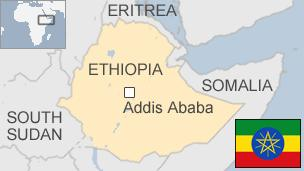 ERITREA
ETHIOPIA
Addis Ababa
SOMALIA
SOUTH
SUDAN